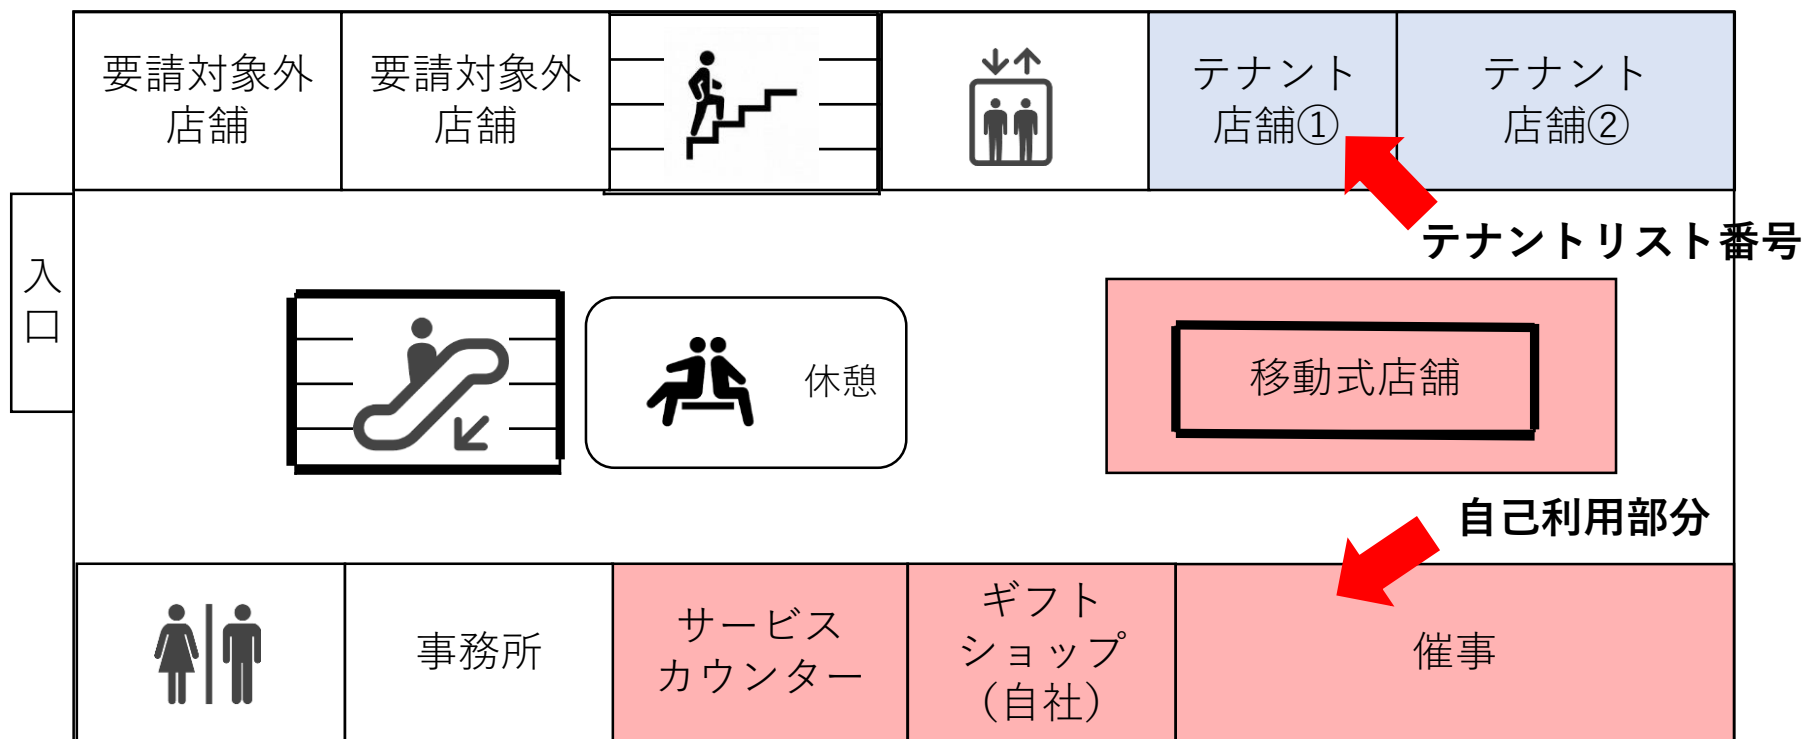 要請対象外
店舗
要請対象外
店舗
テナント
店舗①
テナント
店舗②
テナントリスト番号
入
口
休憩
移動式店舗
自己利用部分
事務所
サービス
カウンター
ギフト
ショップ
（自社）
催事